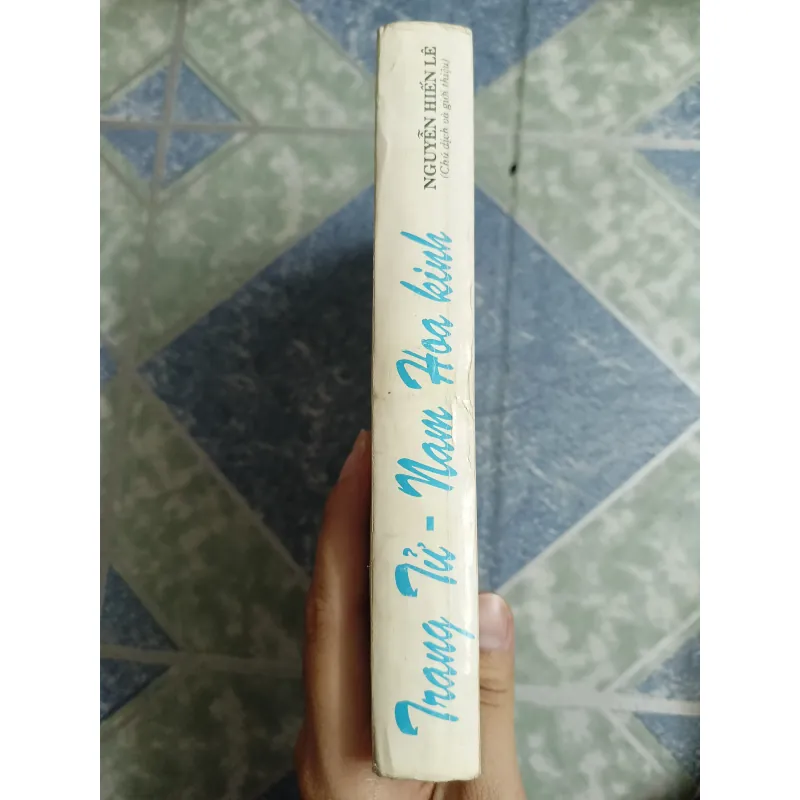 Trang Tử - Nam Hoa kinh
NGUYỄN HIẾN LÊ
(Chú dịch và giới thiệu)